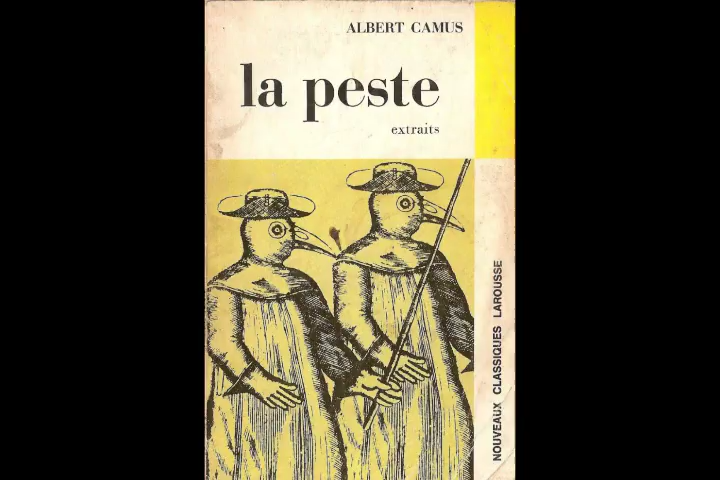 ALBERT CAMUS
la peste
extraits
NOUVEAUX CLASSIQUES LAROUSSE